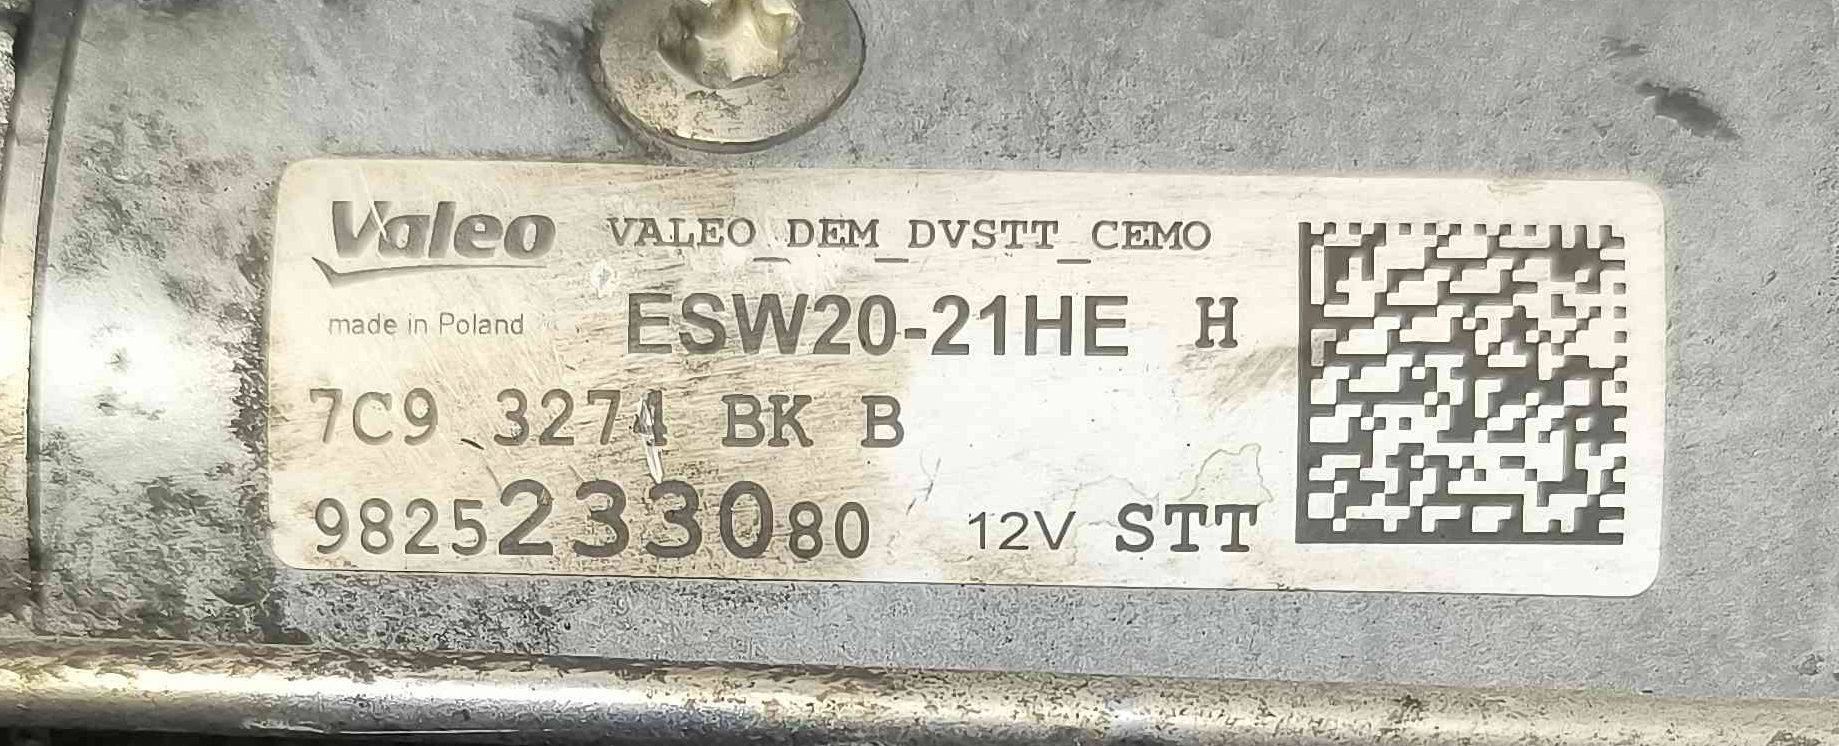 Valeo VALEO_DEM_DVSTT_CEMO
made in Poland ESW20-21HE H
7C9 3274 BK B
9825233080 12V STT